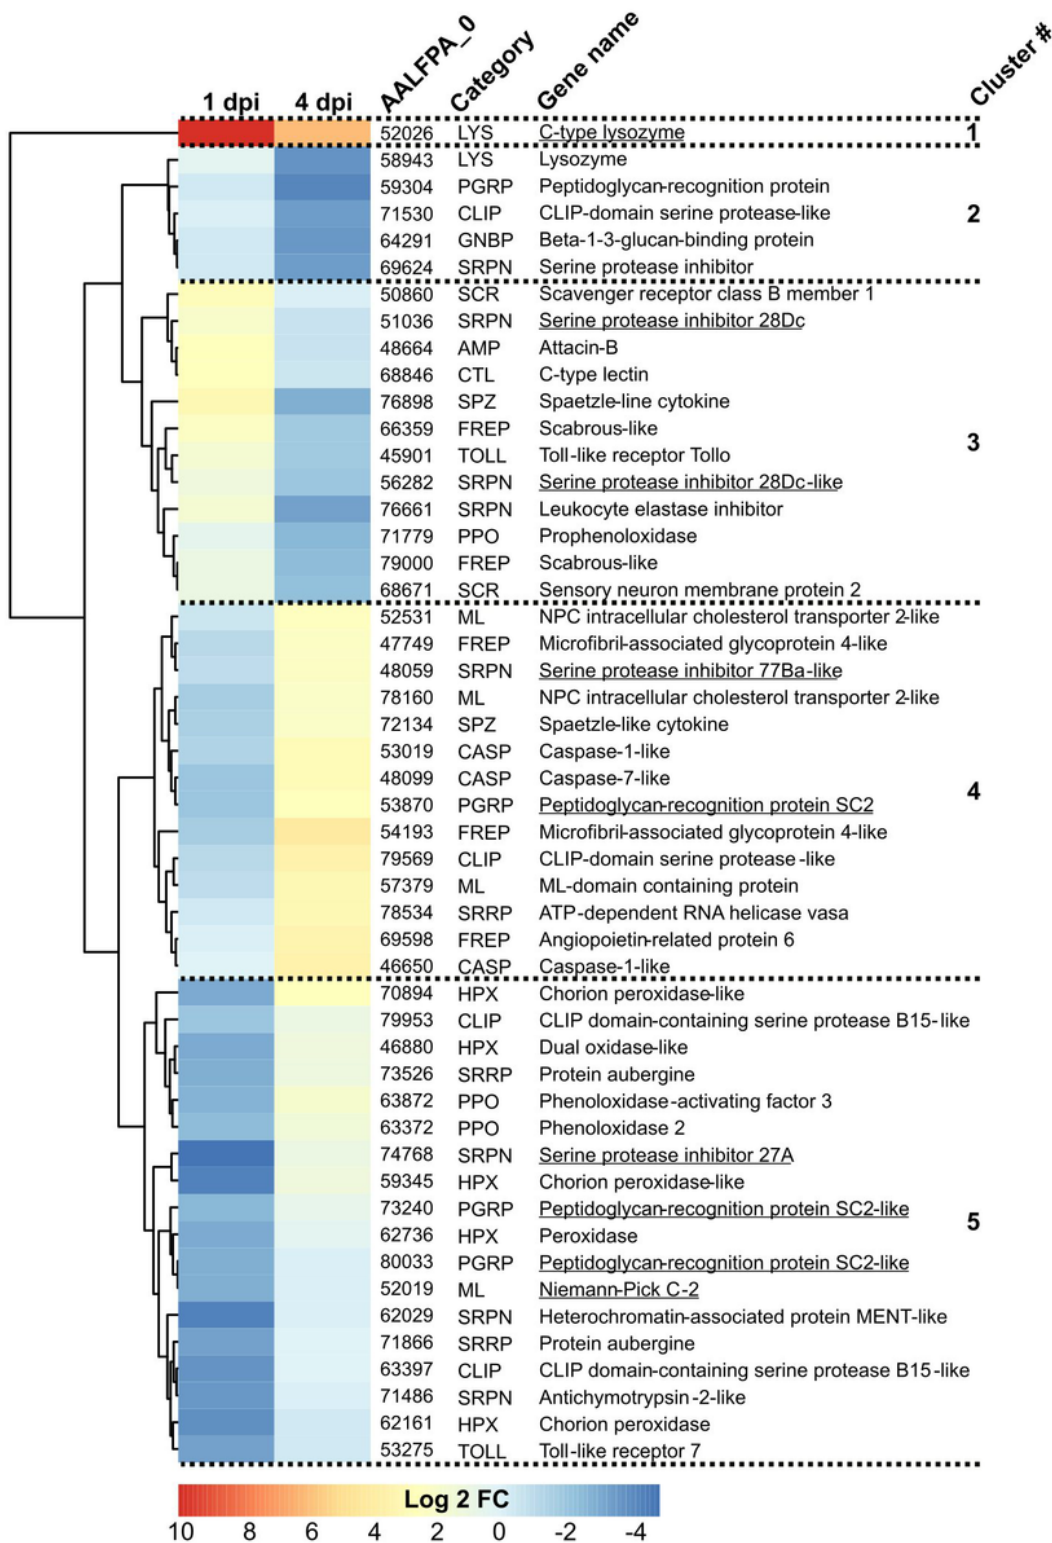 1 dpi 4 dpi AALFPA_0 Category Gene name Cluster #
52026 LYS C-type lysozyme 1
58943 LYS Lysozyme
59304 PGRP Peptidoglycan-recognition protein
71530 CLIP CLIP-domain serine protease-like 2
64291 GNBP Beta-1-3-glucan-binding protein
69624 SRPN Serine protease inhibitor
50860 SCR Scavenger receptor class B member 1
51036 SRPN Serine protease inhibitor 28Dc
48664 AMP Attacin-B
68846 CTL C-type lectin
76898 SPZ Spaetzle-line cytokine
66359 FREP Scabrous-like 3
45901 TOLL Toll-like receptor Tollo
56282 SRPN Serine protease inhibitor 28Dc-like
76661 SRPN Leukocyte elastase inhibitor
71779 PPO Prophenoloxidase
79000 FREP Scabrous-like
68671 SCR Sensory neuron membrane protein 2
52531 ML NPC intracellular cholesterol transporter 2-like
47749 FREP Microfibril-associated glycoprotein 4-like
48059 SRPN Serine protease inhibitor 77Ba-like
78160 ML NPC intracellular cholesterol transporter 2-like
72134 SPZ Spaetzle-like cytokine
53019 CASP Caspase-1-like
48099 CASP Caspase-7-like 4
53870 PGRP Peptidoglycan-recognition protein SC2
54193 FREP Microfibril-associated glycoprotein 4-like
79569 CLIP CLIP-domain serine protease-like
57379 ML ML-domain containing protein
78534 SRRP ATP-dependent RNA helicase vasa
69598 FREP Angiopoietin-related protein 6
46650 CASP Caspase-1-like
70894 HPX Chorion peroxidase-like
79953 CLIP CLIP domain-containing serine protease B15-like
46880 HPX Dual oxidase-like
73526 SRRP Protein aubergine
63872 PPO Phenoloxidase-activating factor 3
63372 PPO Phenoloxidase 2
74768 SRPN Serine protease inhibitor 27A
59345 HPX Chorion peroxidase-like
73240 PGRP Peptidoglycan-recognition protein SC2-like 5
62736 HPX Peroxidase
80033 PGRP Peptidoglycan-recognition protein SC2-like
52019 ML Niemann-Pick C-2
62029 SRPN Heterochromatin-associated protein MENT-like
71866 SRRP Protein aubergine
63397 CLIP CLIP domain-containing serine protease B15-like
71486 SRPN Antichymotrypsin-2-like
62161 HPX Chorion peroxidase
53275 TOLL Toll-like receptor 7
Log 2 FC
10 8 6 4 2 0 -2 -4